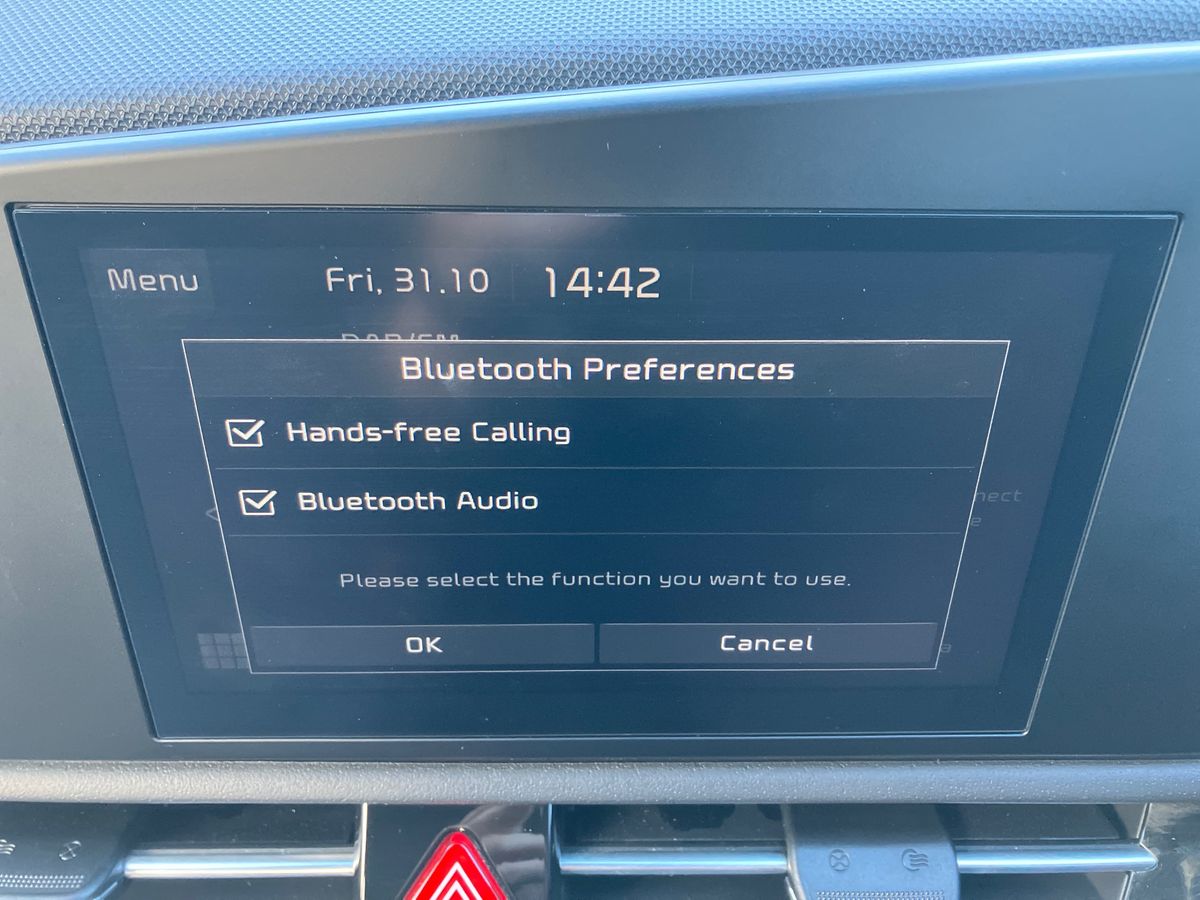 Menu
Fri, 31.10
14:42
Bluetooth Preferences
Hands-free Calling
Bluetooth Audio
Please select the function you want to use.
OK
Cancel